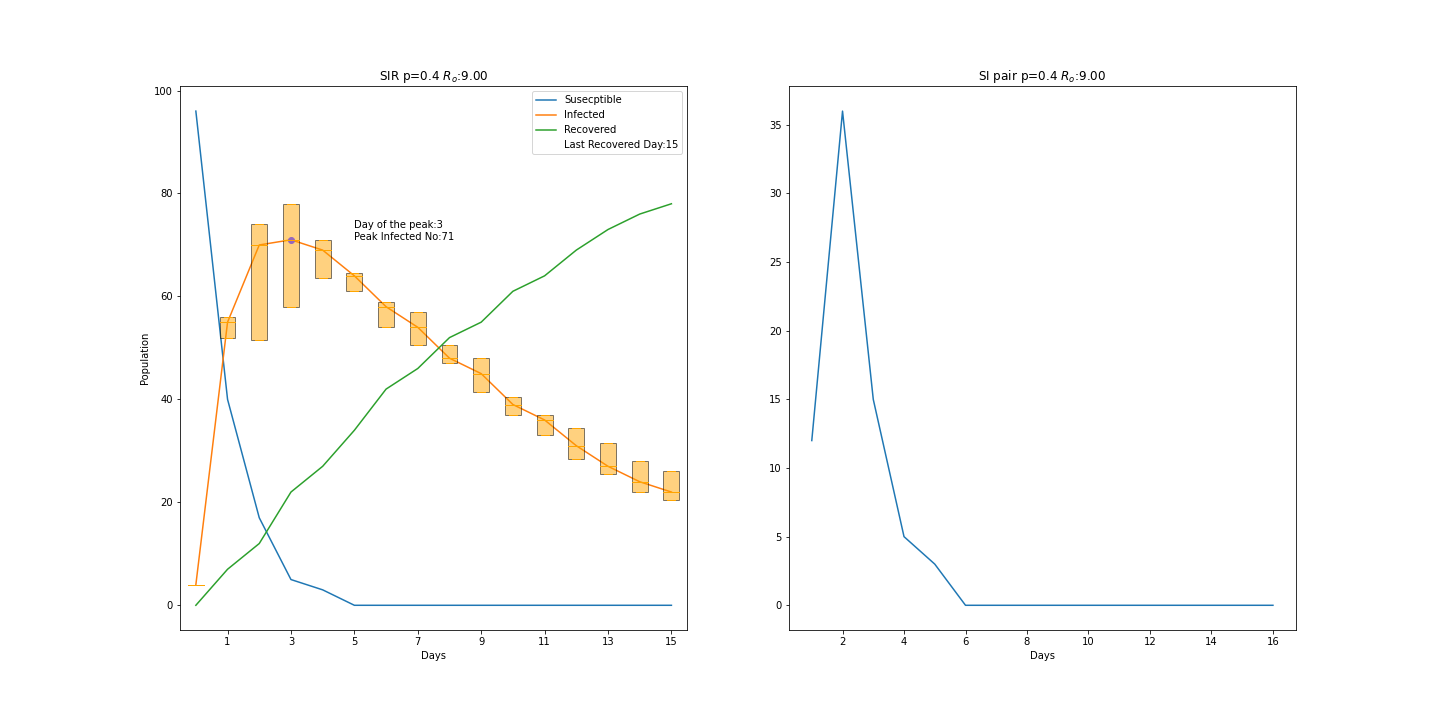 SIR p=0.4 Rₒ:9.00
100
80
60
40
20
0
Population
Susecptible
Infected
Recovered
Last Recovered Day:15
Day of the peak:3
Peak Infected No:71
1 3 5 7 9 11 13 15
Days
SI pair p=0.4 Rₒ:9.00
35
30
25
20
15
10
5
0
2 4 6 8 10 12 14 16
Days